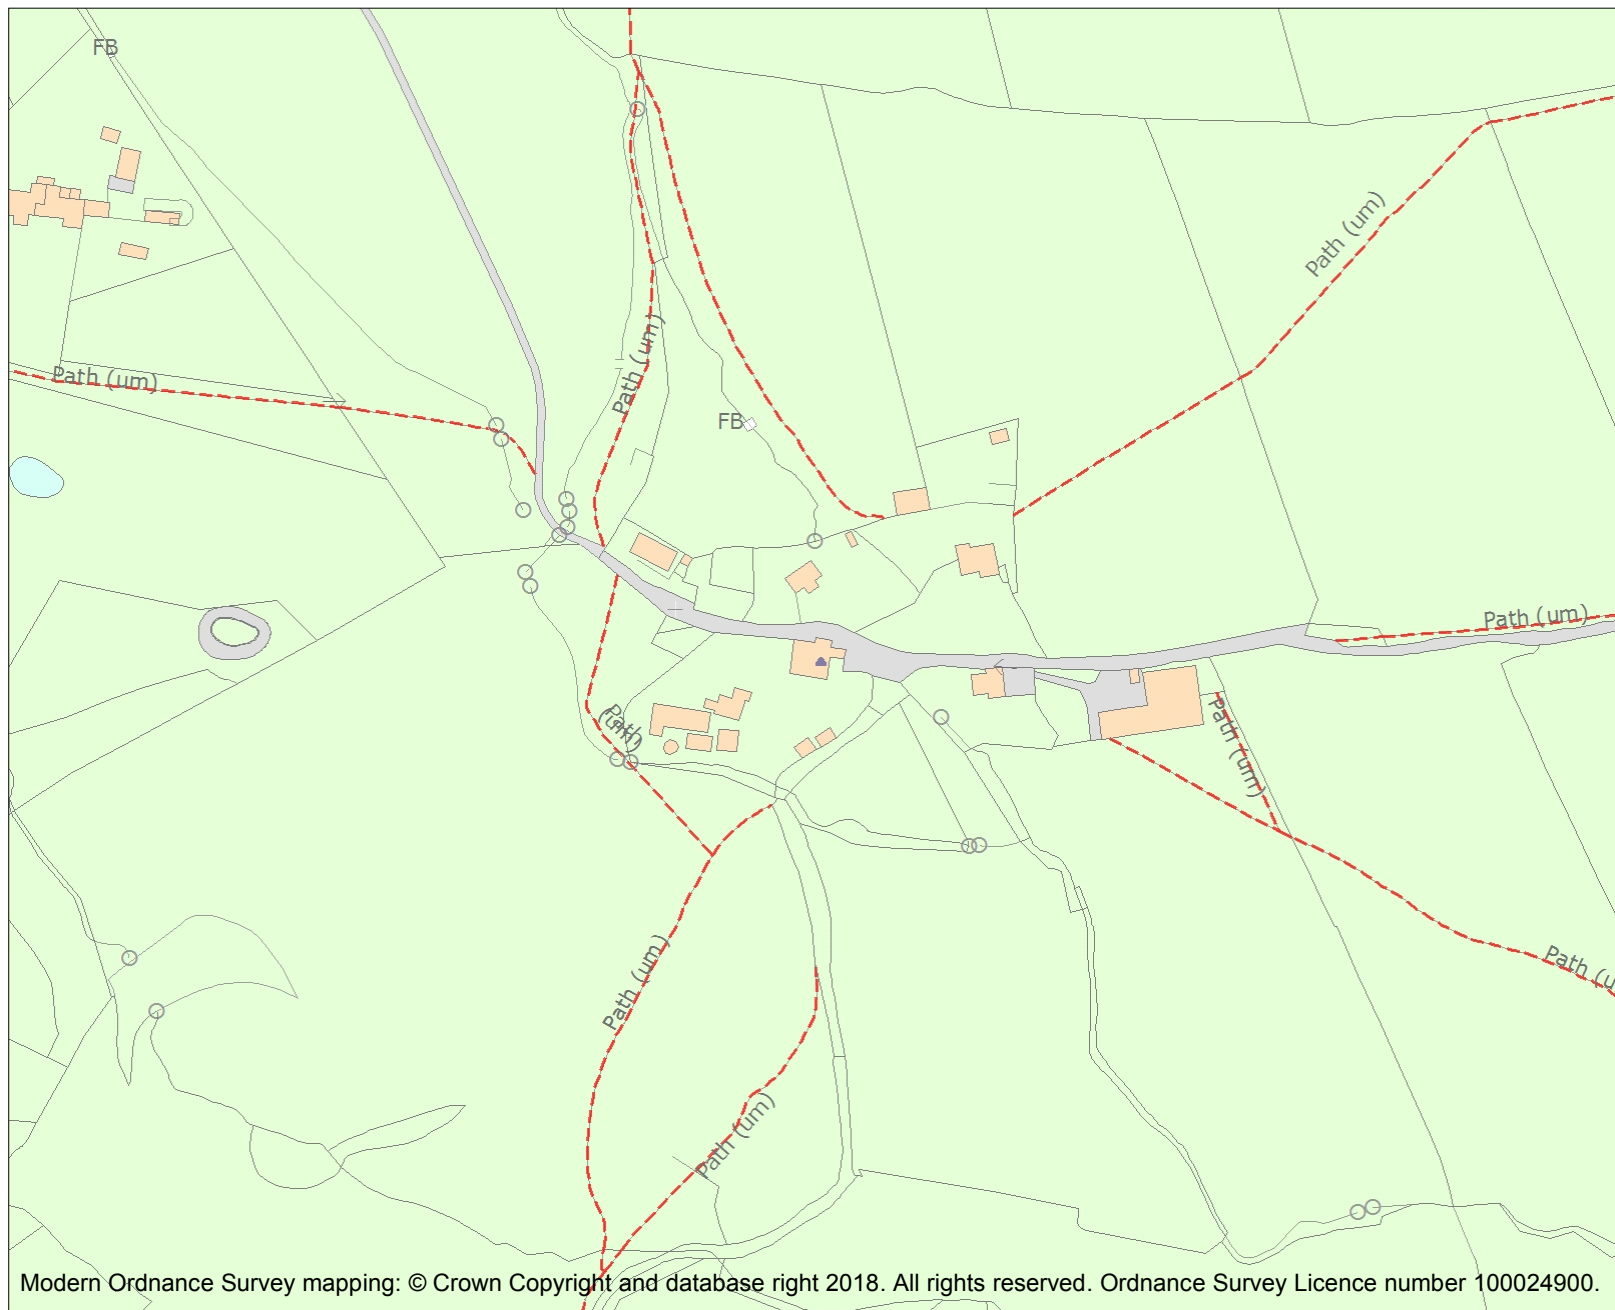 FB
Path (um)
Path (um)
Path (um)
FB
Path (um)
Path (um)
Path (um)
Path (um)
Path (u
Path (um)
Modern Ordnance Survey mapping: © Crown Copyright and database right 2018. All rights reserved. Ordnance Survey Licence number 100024900.